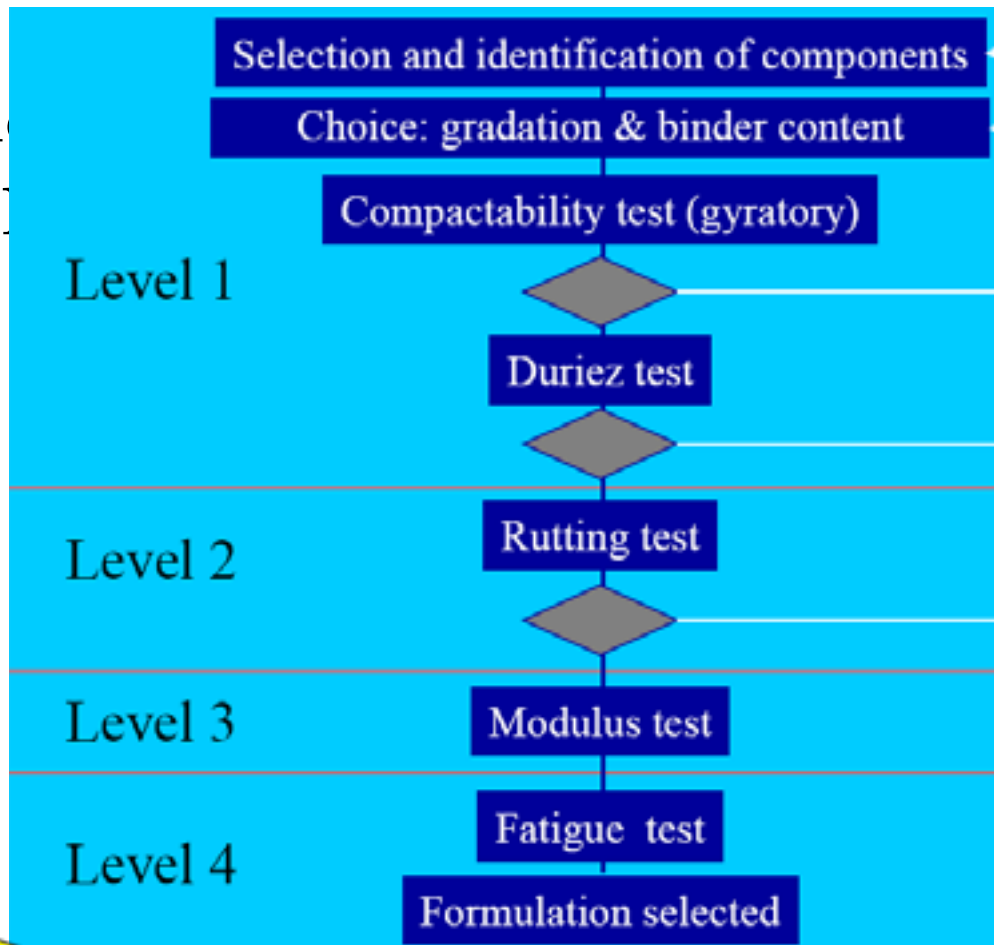 Selection and identification of components
Choice: gradation & binder content
Compactability test (gyratory)
Level 1
Duriez test
Level 2
Rutting test
Level 3
Modulus test
Level 4
Fatigue test
Formulation selected